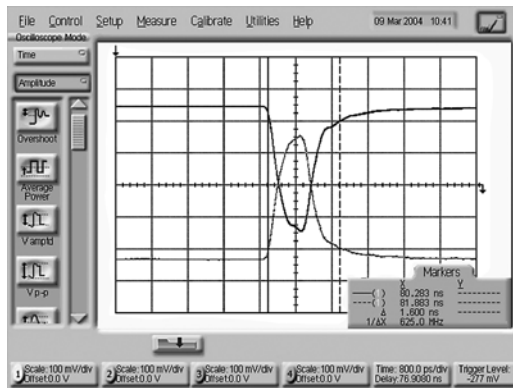 File Control Setup Measure Calibrate Utilities Help 09 Mar 2004 10:41
Oscilloscope Mode
Time
Amplitude
Overshoot
Average
Power
V amptd
V p-p
Markers
X Y
——( ) 80.283 ns ---------
----( ) 81.883 ns ---------
Δ 1.600 ns ---------
1/ΔX 625.0 MHz
1 Scale: 100 mV/div 2 Scale: 100 mV/div 3 Scale: 100 mV/div 4 Scale: 100 mV/div Time: 800.0 ps/div Trigger Level:
Offset:0.0 V Offset:0.0 V Offset:0.0 V Offset:0.0 V Delay:76.9080 ns -277 mV